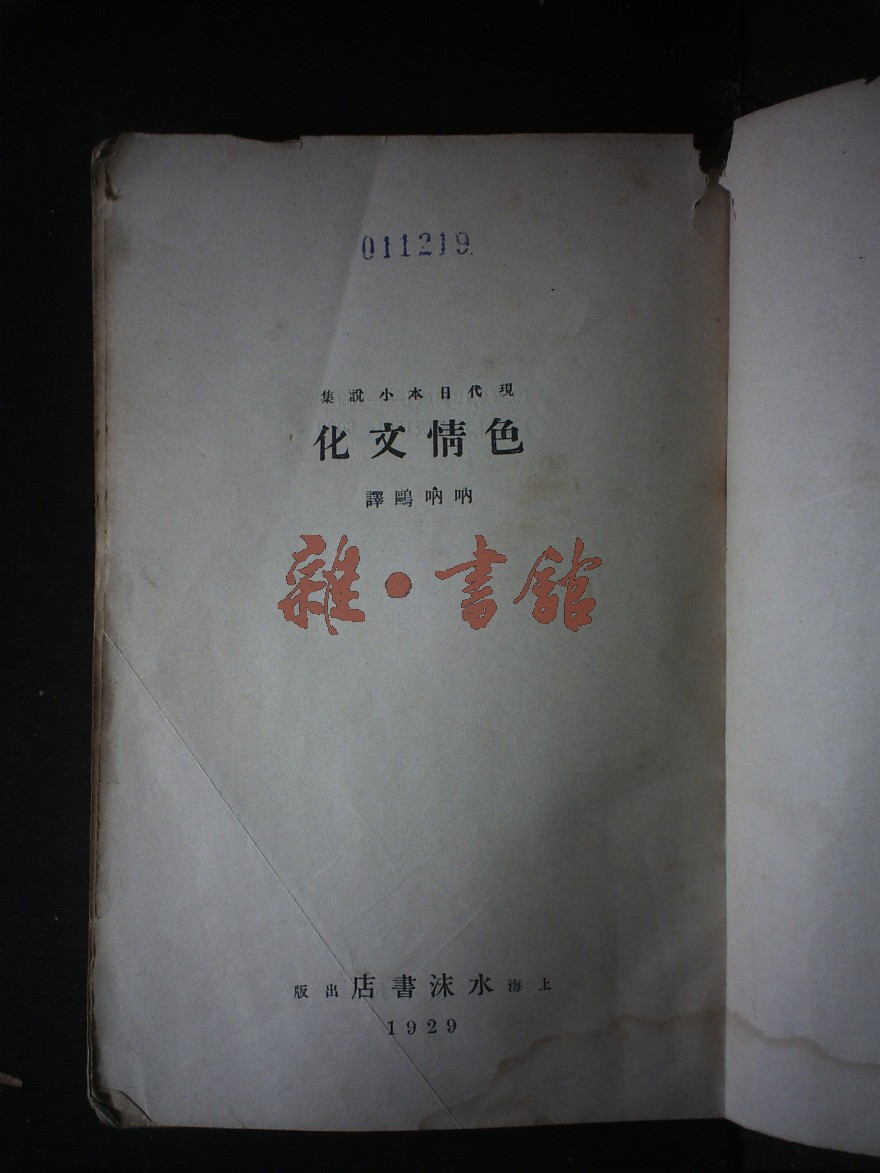 011219
現代日本小說集
色情文化
吶吶鷗譯
雜•書館
上海水沫書店出版
1929